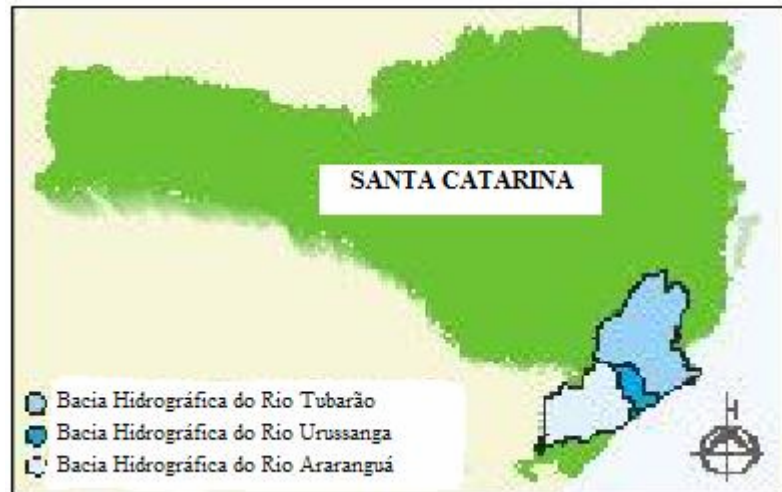 SANTA CATARINA
Bacia Hidrográfica do Rio Tubarão
Bacia Hidrográfica do Rio Urussanga
Bacia Hidrográfica do Rio Araranguá